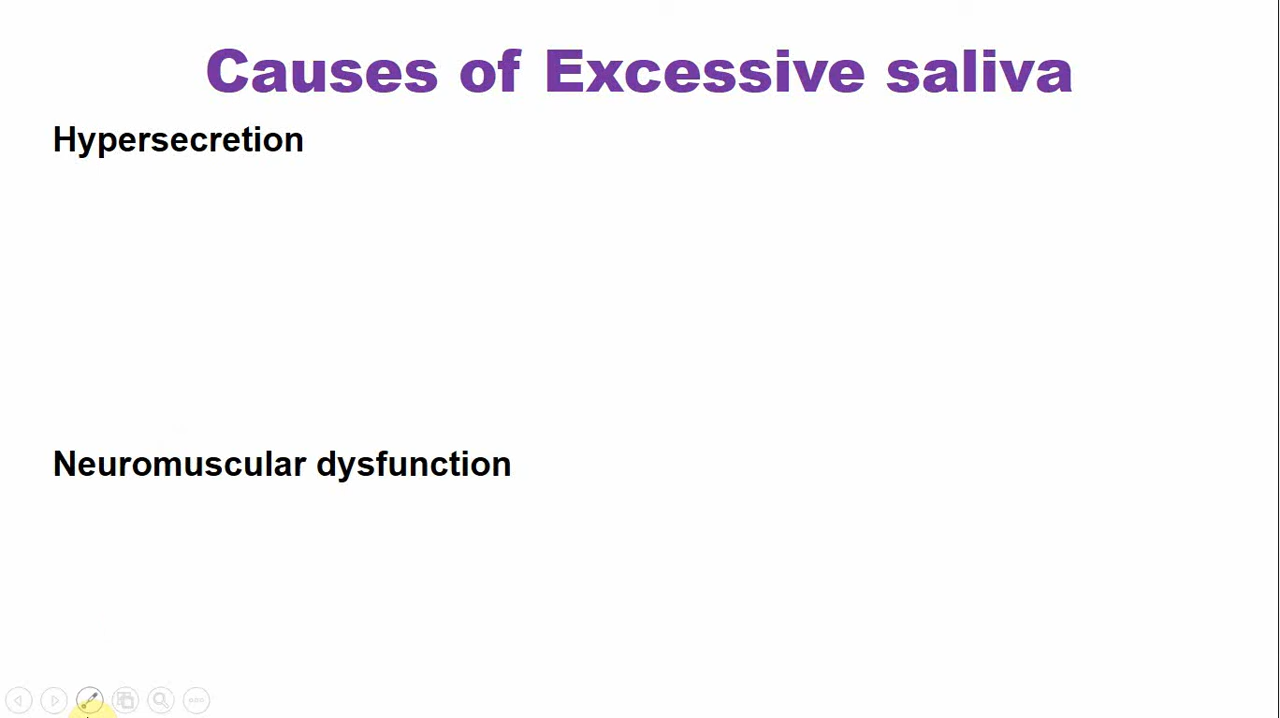 Causes of Excessive saliva
Hypersecretion
Neuromuscular dysfunction